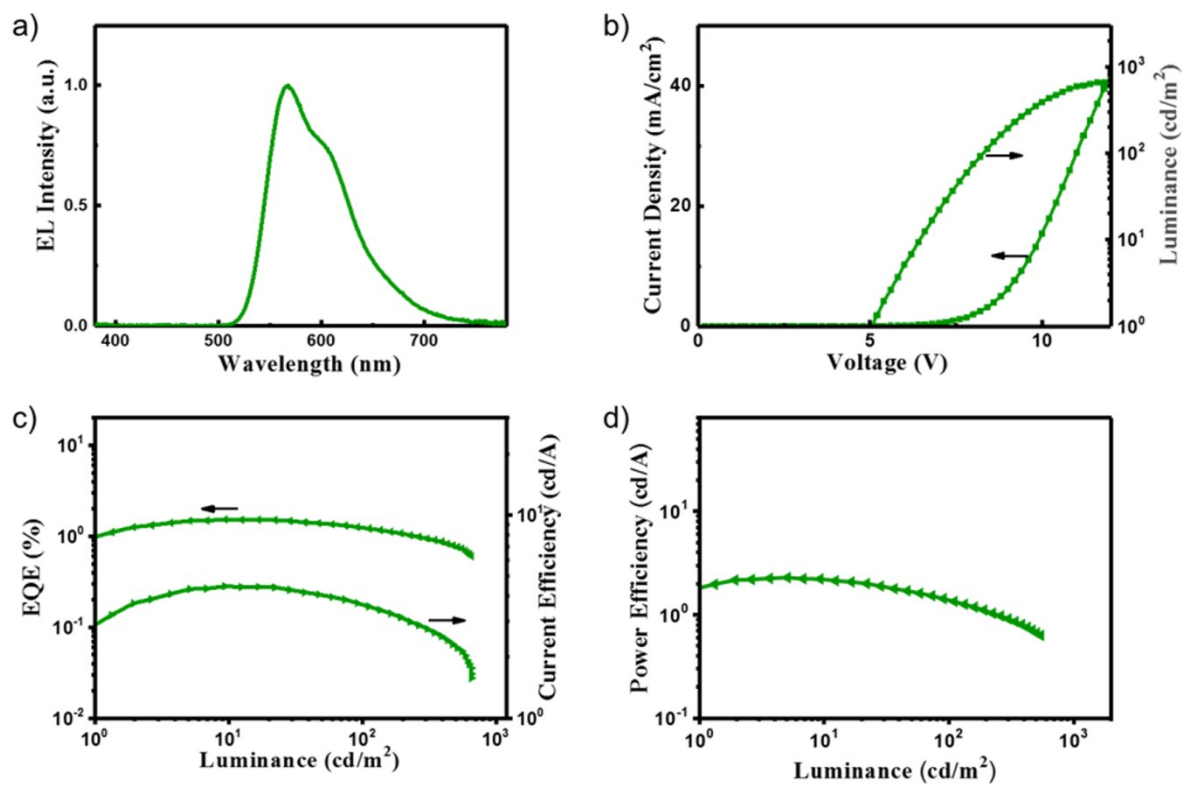 a)
EL Intensity (a.u.)
1.0
0.5
0.0
400 500 600 700
Wavelength (nm)
b)
Current Density (mA/cm²)
40
20
0
0 5 10
Voltage (V)
10³
10²
10¹
10⁰
Luminance (cd/m²)
c)
EQE (%)
10¹
10⁰
10⁻¹
10⁻²
10⁰ 10¹ 10² 10³
Luminance (cd/m²)
10¹
10⁰
Current Efficiency (cd/A)
d)
Power Efficiency (cd/A)
10¹
10⁰
10⁻¹
10⁰ 10¹ 10² 10³
Luminance (cd/m²)